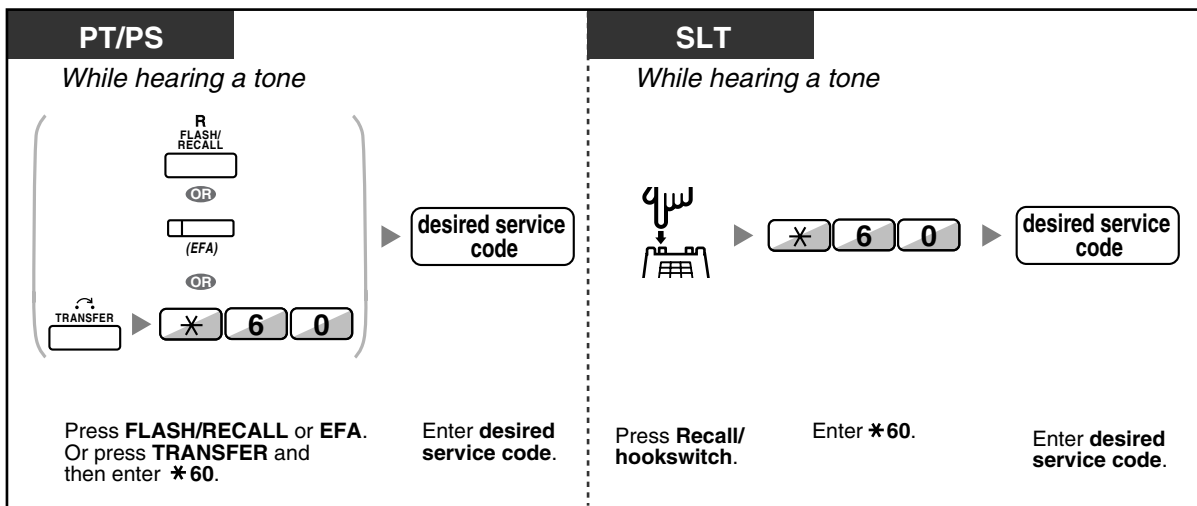 PT/PS
While hearing a tone
R
FLASH/
RECALL
OR
(EFA)
OR
TRANSFER
* 6 0
desired service
code
Press FLASH/RECALL or EFA.
Or press TRANSFER and
then enter *60.
Enter desired
service code.
SLT
While hearing a tone
* 6 0
desired service
code
Press Recall/
hookswitch.
Enter *60.
Enter desired
service code.